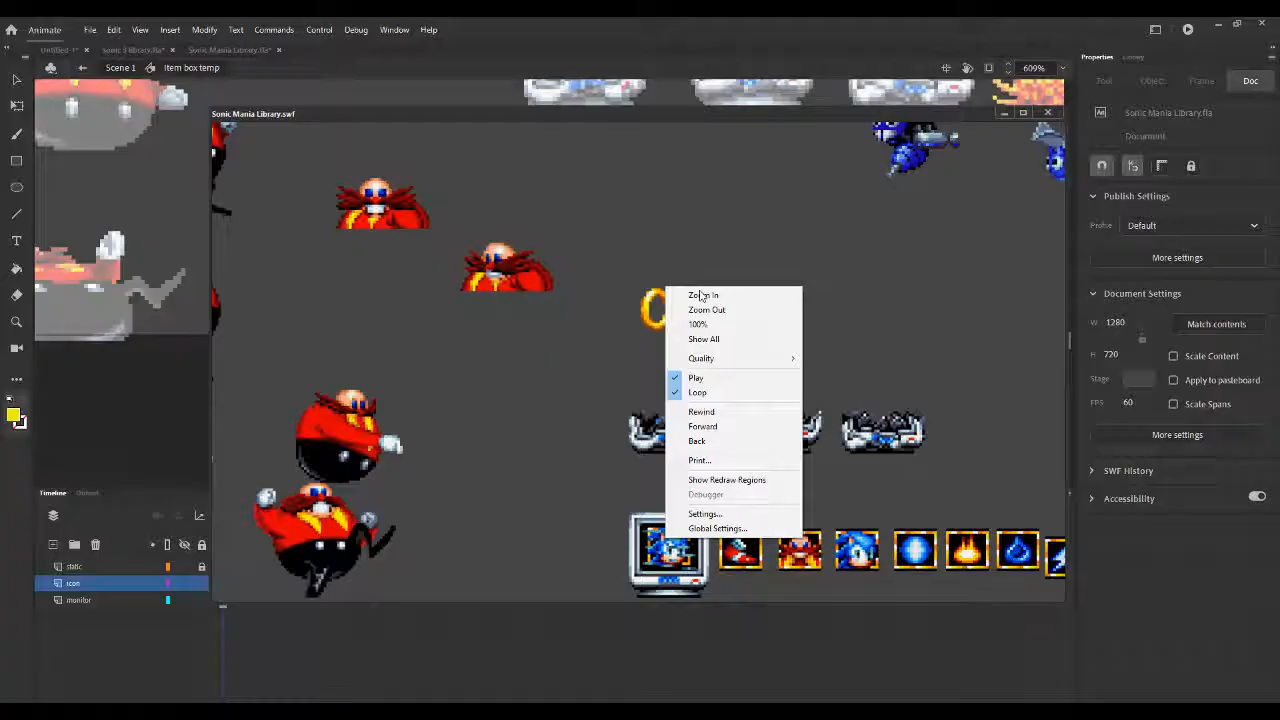 Animate File Edit View Insert Modify Text Commands Control Debug Window Help
Untitled-1* × sonic 3 library.fla* × Sonic Mania Library.fla* ×
Scene 1 Item box temp 609%
Sonic Mania Library.swf
Zoom In
Zoom Out
100%
Show All
Quality
Play
Loop
Rewind
Forward
Back
Print...
Show Redraw Regions
Debugger
Settings...
Global Settings...
Timeline Output
static
icon
monitor
Properties Library
Tool Object Frame Doc
Sonic Mania Library.fla
Document
Publish Settings
Profile Default
More settings
Document Settings
W 1280 Match contents
H 720 Scale Content
Stage Apply to pasteboard
FPS 60 Scale Spans
More settings
SWF History
Accessibility